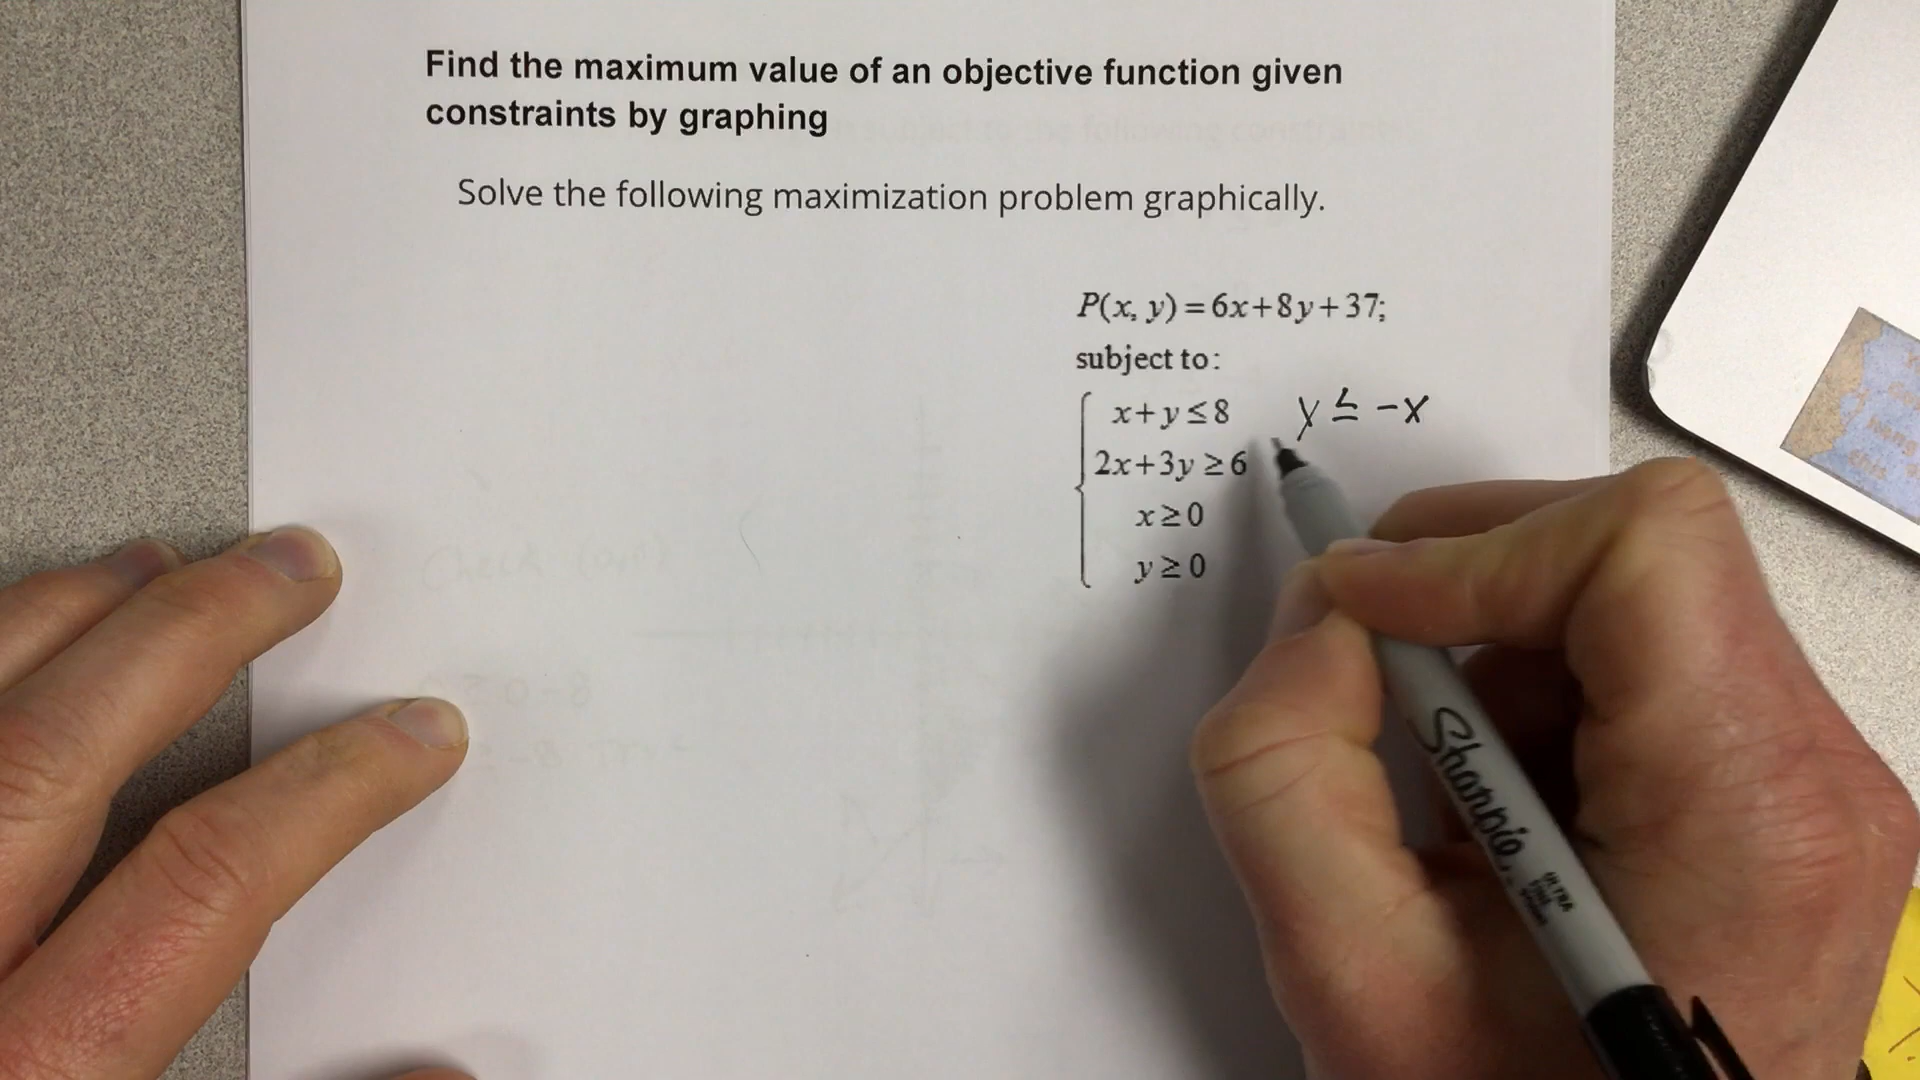 Find the maximum value of an objective function given
constraints by graphing
Solve the following maximization problem graphically.
P(x, y) = 6x+8y+37;
subject to:
x+y≤8 y ≤ -x
2x+3y ≥6
x≥0
y≥0
Sharpie